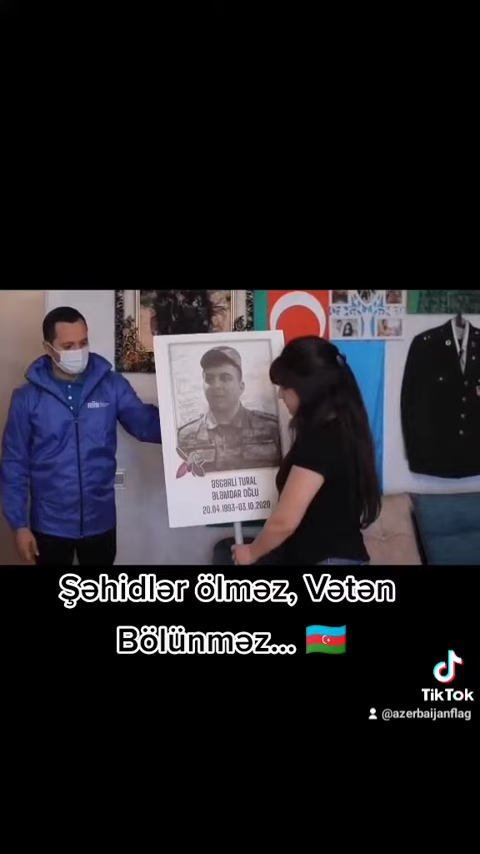 ƏSGƏRLİ TURAL
ƏLƏMDAR OĞLU
20.04.1993-03.10.2020
Şəhidlər ölməz, Vətən
Bölünməz...
TikTok
@azerbaijanflag